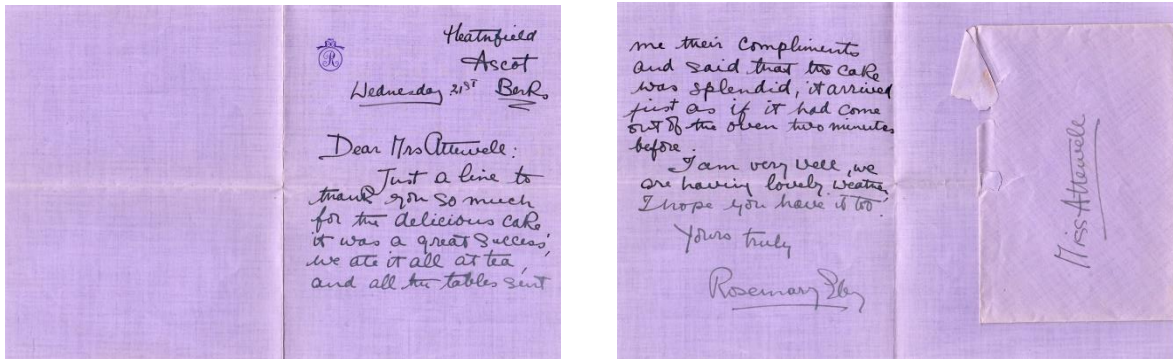 R
Heathfield
Ascot
Wednesday 21ST Berks
Dear Mrs Attewell:
Just a line to
thank you so much
for the delicious cake
it was a great success,
we ate it all at tea,
and all the tables sent
me their compliments
and said that the cake
was splendid, it arrived
just as if it had come
out of the oven two minutes
before.
I am very well, we
are having lovely weather
I hope you have it too.
Yours truly
Rosemary
Miss Attewell